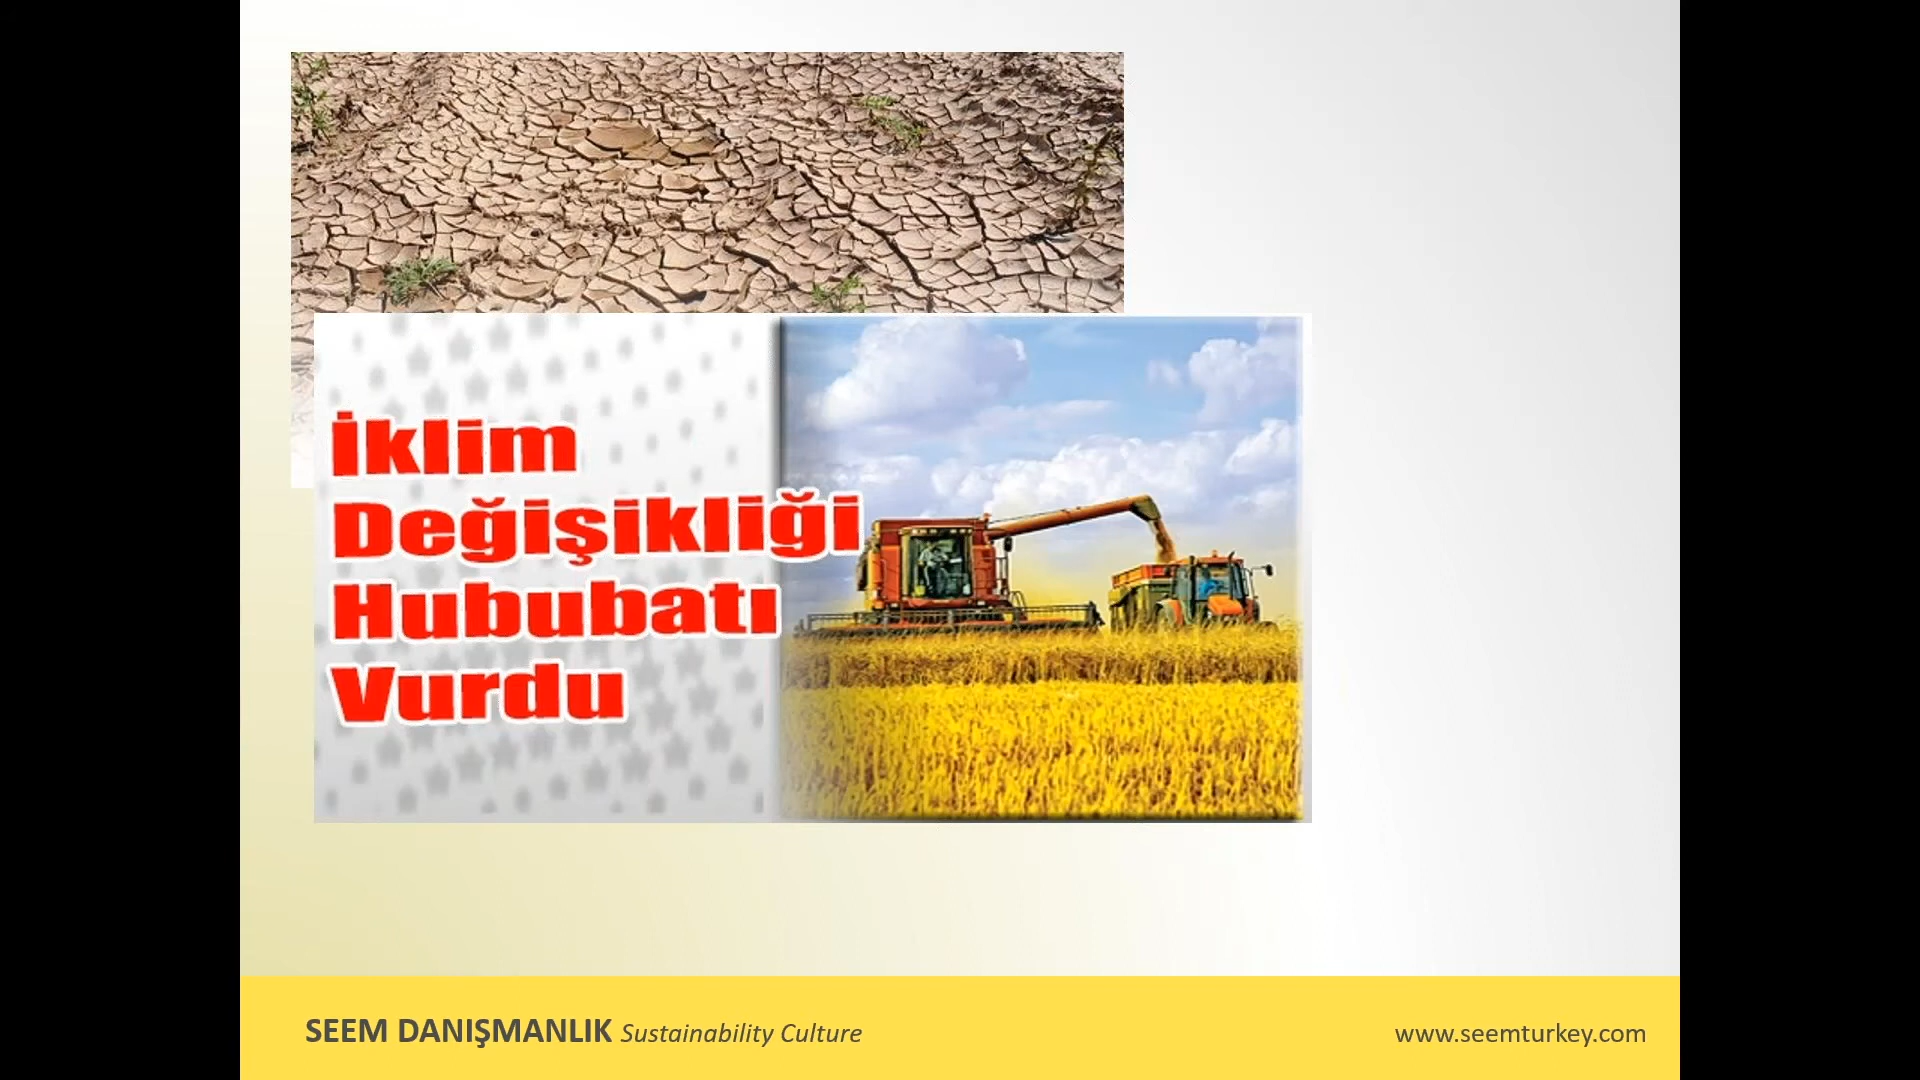 İklim
Değişikliği
Hububatı
Vurdu
SEEM DANIŞMANLIK Sustainability Culture
www.seemturkey.com